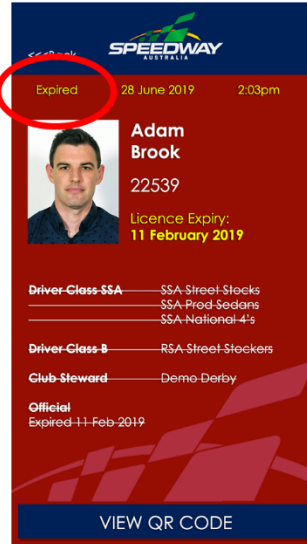 <<<Back
SPEEDWAY
AUSTRALIA
Expired 28 June 2019 2:03pm
Adam
Brook
22539
Licence Expiry:
11 February 2019
Driver Class SSA SSA Street Stocks
SSA Prod Sedans
SSA National 4's
Driver Class B RSA Street Stockers
Club Steward Demo Derby
Official
Expired 11 Feb 2019
VIEW QR CODE